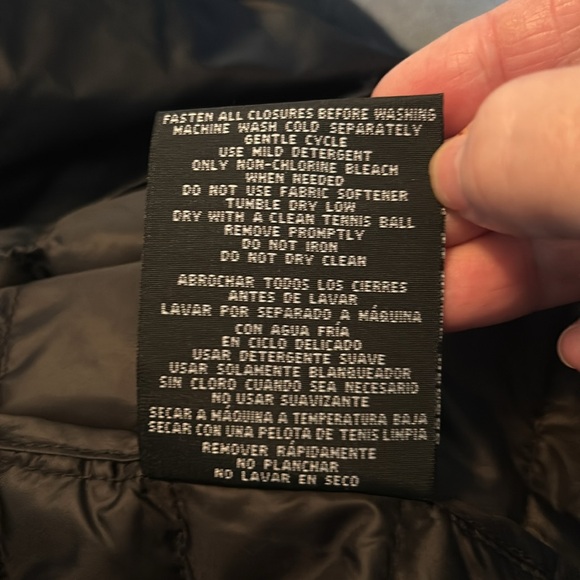 FASTEN ALL CLOSURES BEFORE WASHING
MACHINE WASH COLD SEPARATELY
GENTLE CYCLE
USE MILD DETERGENT
ONLY NON-CHLORINE BLEACH
WHEN NEEDED
DO NOT USE FABRIC SOFTENER
TUMBLE DRY LOW
DRY WITH A CLEAN TENNIS BALL
REMOVE PROMPTLY
DO NOT IRON
DO NOT DRY CLEAN
ABROCHAR TODOS LOS CIERRES
ANTES DE LAVAR
LAVAR POR SEPARADO A MÁQUINA
CON AGUA FRÍA
EN CICLO DELICADO
USAR DETERGENTE SUAVE
USAR SOLAMENTE BLANQUEADOR
SIN CLORO CUANDO SEA NECESARIO
NO USAR SUAVIZANTE
SECAR A MÁQUINA A TEMPERATURA BAJA
SECAR CON UNA PELOTA DE TENIS LIMPIA
REMOVER RÁPIDAMENTE
NO PLANCHAR
NO LAVAR EN SECO